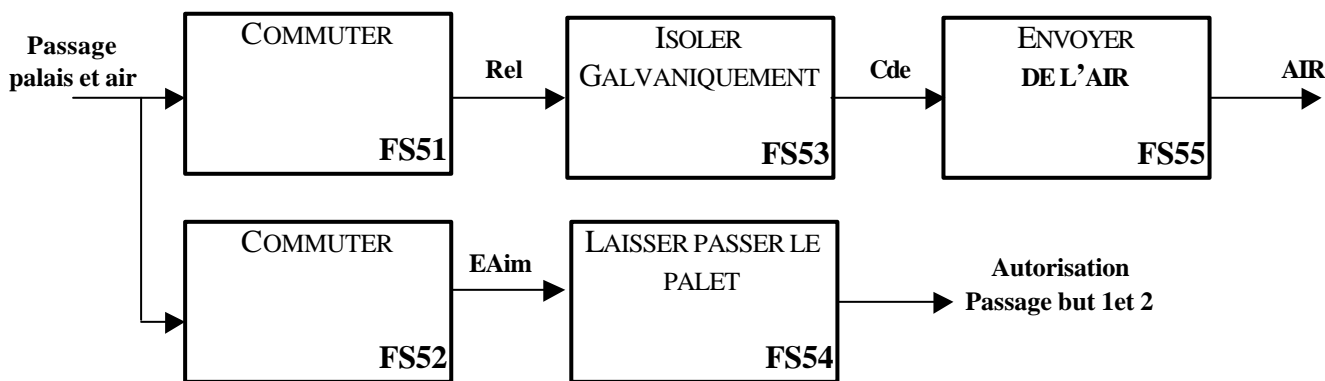 Passage
palais et air
COMMUTER
FS51
Rel
ISOLER
GALVANIQUEMENT
FS53
Cde
ENVOYER
DE L’AIR
FS55
AIR
COMMUTER
FS52
EAim
LAISSER PASSER LE
PALET
FS54
Autorisation
Passage but 1et 2